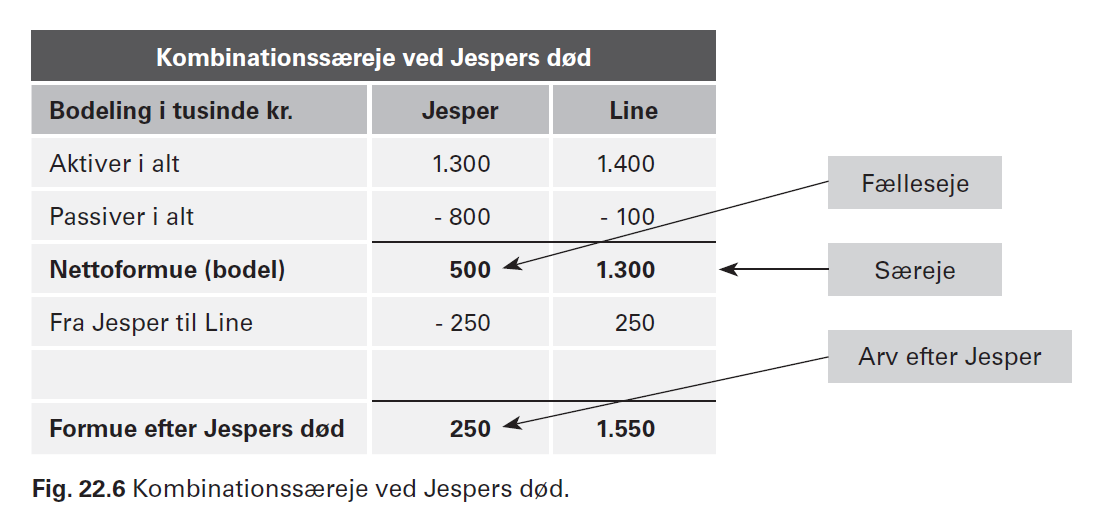 Kombinationssæreje ved Jespers død
Bodeling i tusinde kr. Jesper Line
Aktiver i alt 1.300 1.400
Passiver i alt - 800 - 100
Nettoformue (bodel) 500 1.300
Fra Jesper til Line - 250 250
Formue efter Jespers død 250 1.550
Fælleseje
Særeje
Arv efter Jesper
Fig. 22.6 Kombinationssæreje ved Jespers død.